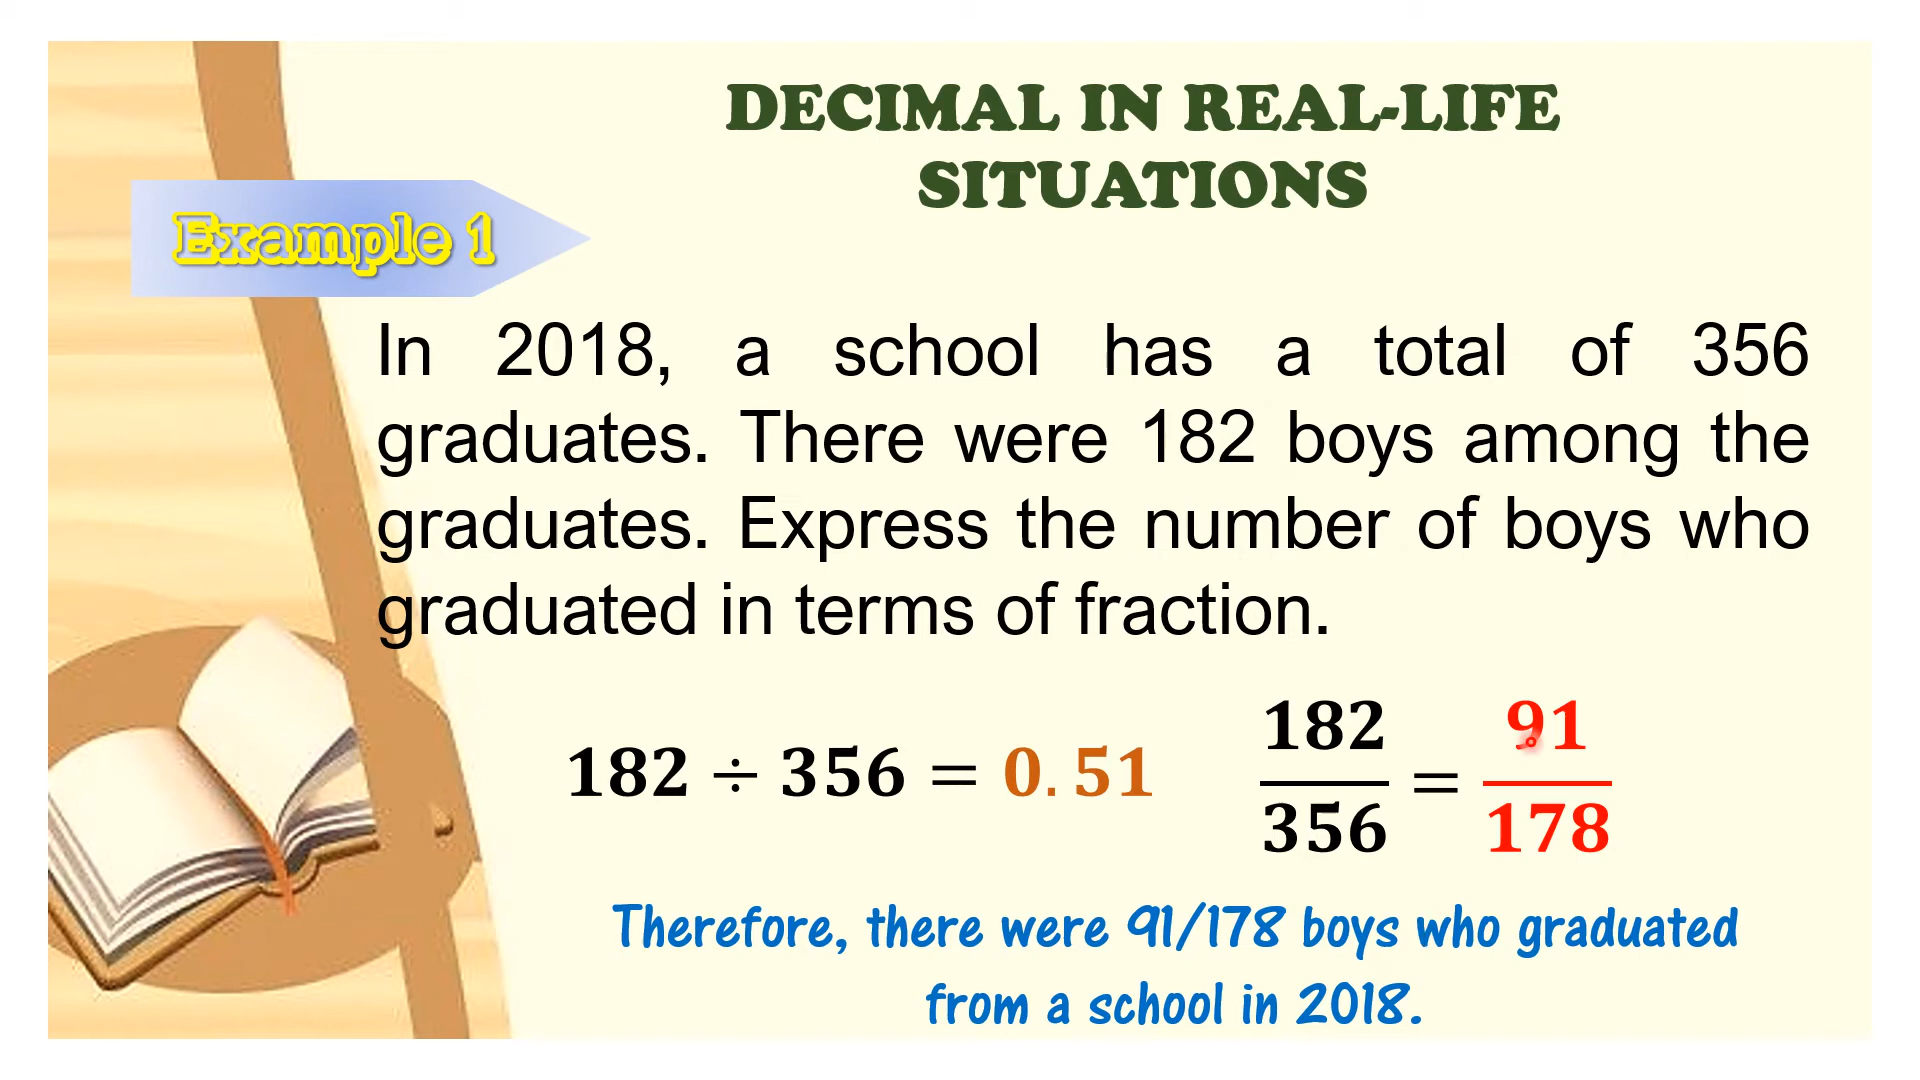 DECIMAL IN REAL-LIFE
SITUATIONS
Example 1
In 2018, a school has a total of 356
graduates. There were 182 boys among the
graduates. Express the number of boys who
graduated in terms of fraction.
182 ÷ 356 = 0.51
182/356 = 91/178
Therefore, there were 91/178 boys who graduated
from a school in 2018.